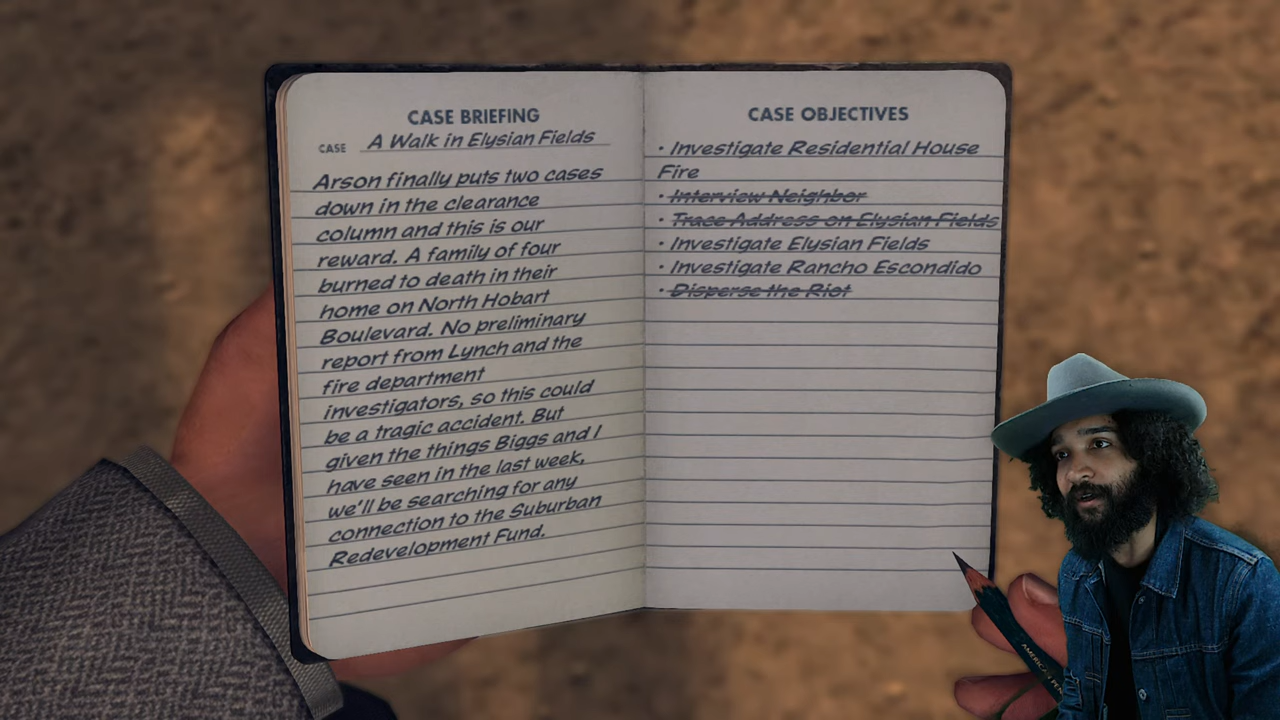 CASE BRIEFING
CASE A Walk in Elysian Fields
Arson finally puts two cases
down in the clearance
column and this is our
reward. A family of four
burned to death in their
home on North Hobart
Boulevard. No preliminary
report from Lynch and the
fire department
investigators, so this could
be a tragic accident. But
given the things Biggs and I
have seen in the last week,
we'll be searching for any
connection to the Suburban
Redevelopment Fund.
CASE OBJECTIVES
• Investigate Residential House
Fire
• Interview Neighbor
• Trace Address on Elysian Fields
• Investigate Elysian Fields
• Investigate Rancho Escondido
• Disperse the Riot